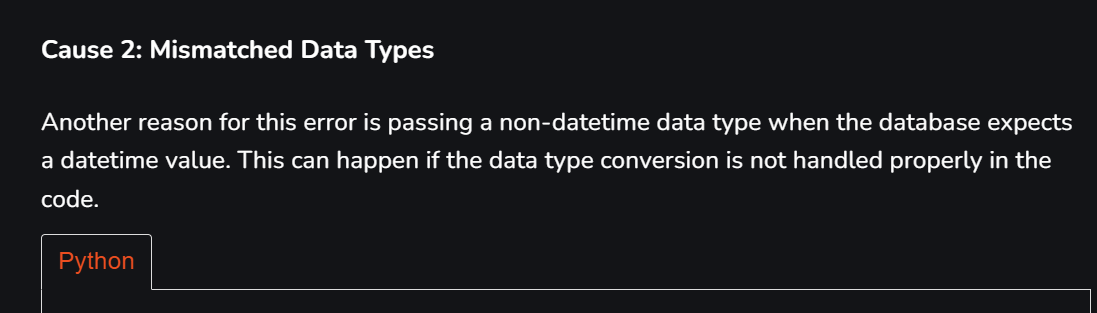 Cause 2: Mismatched Data Types
Another reason for this error is passing a non-datetime data type when the database expects
a datetime value. This can happen if the data type conversion is not handled properly in the
code.
Python